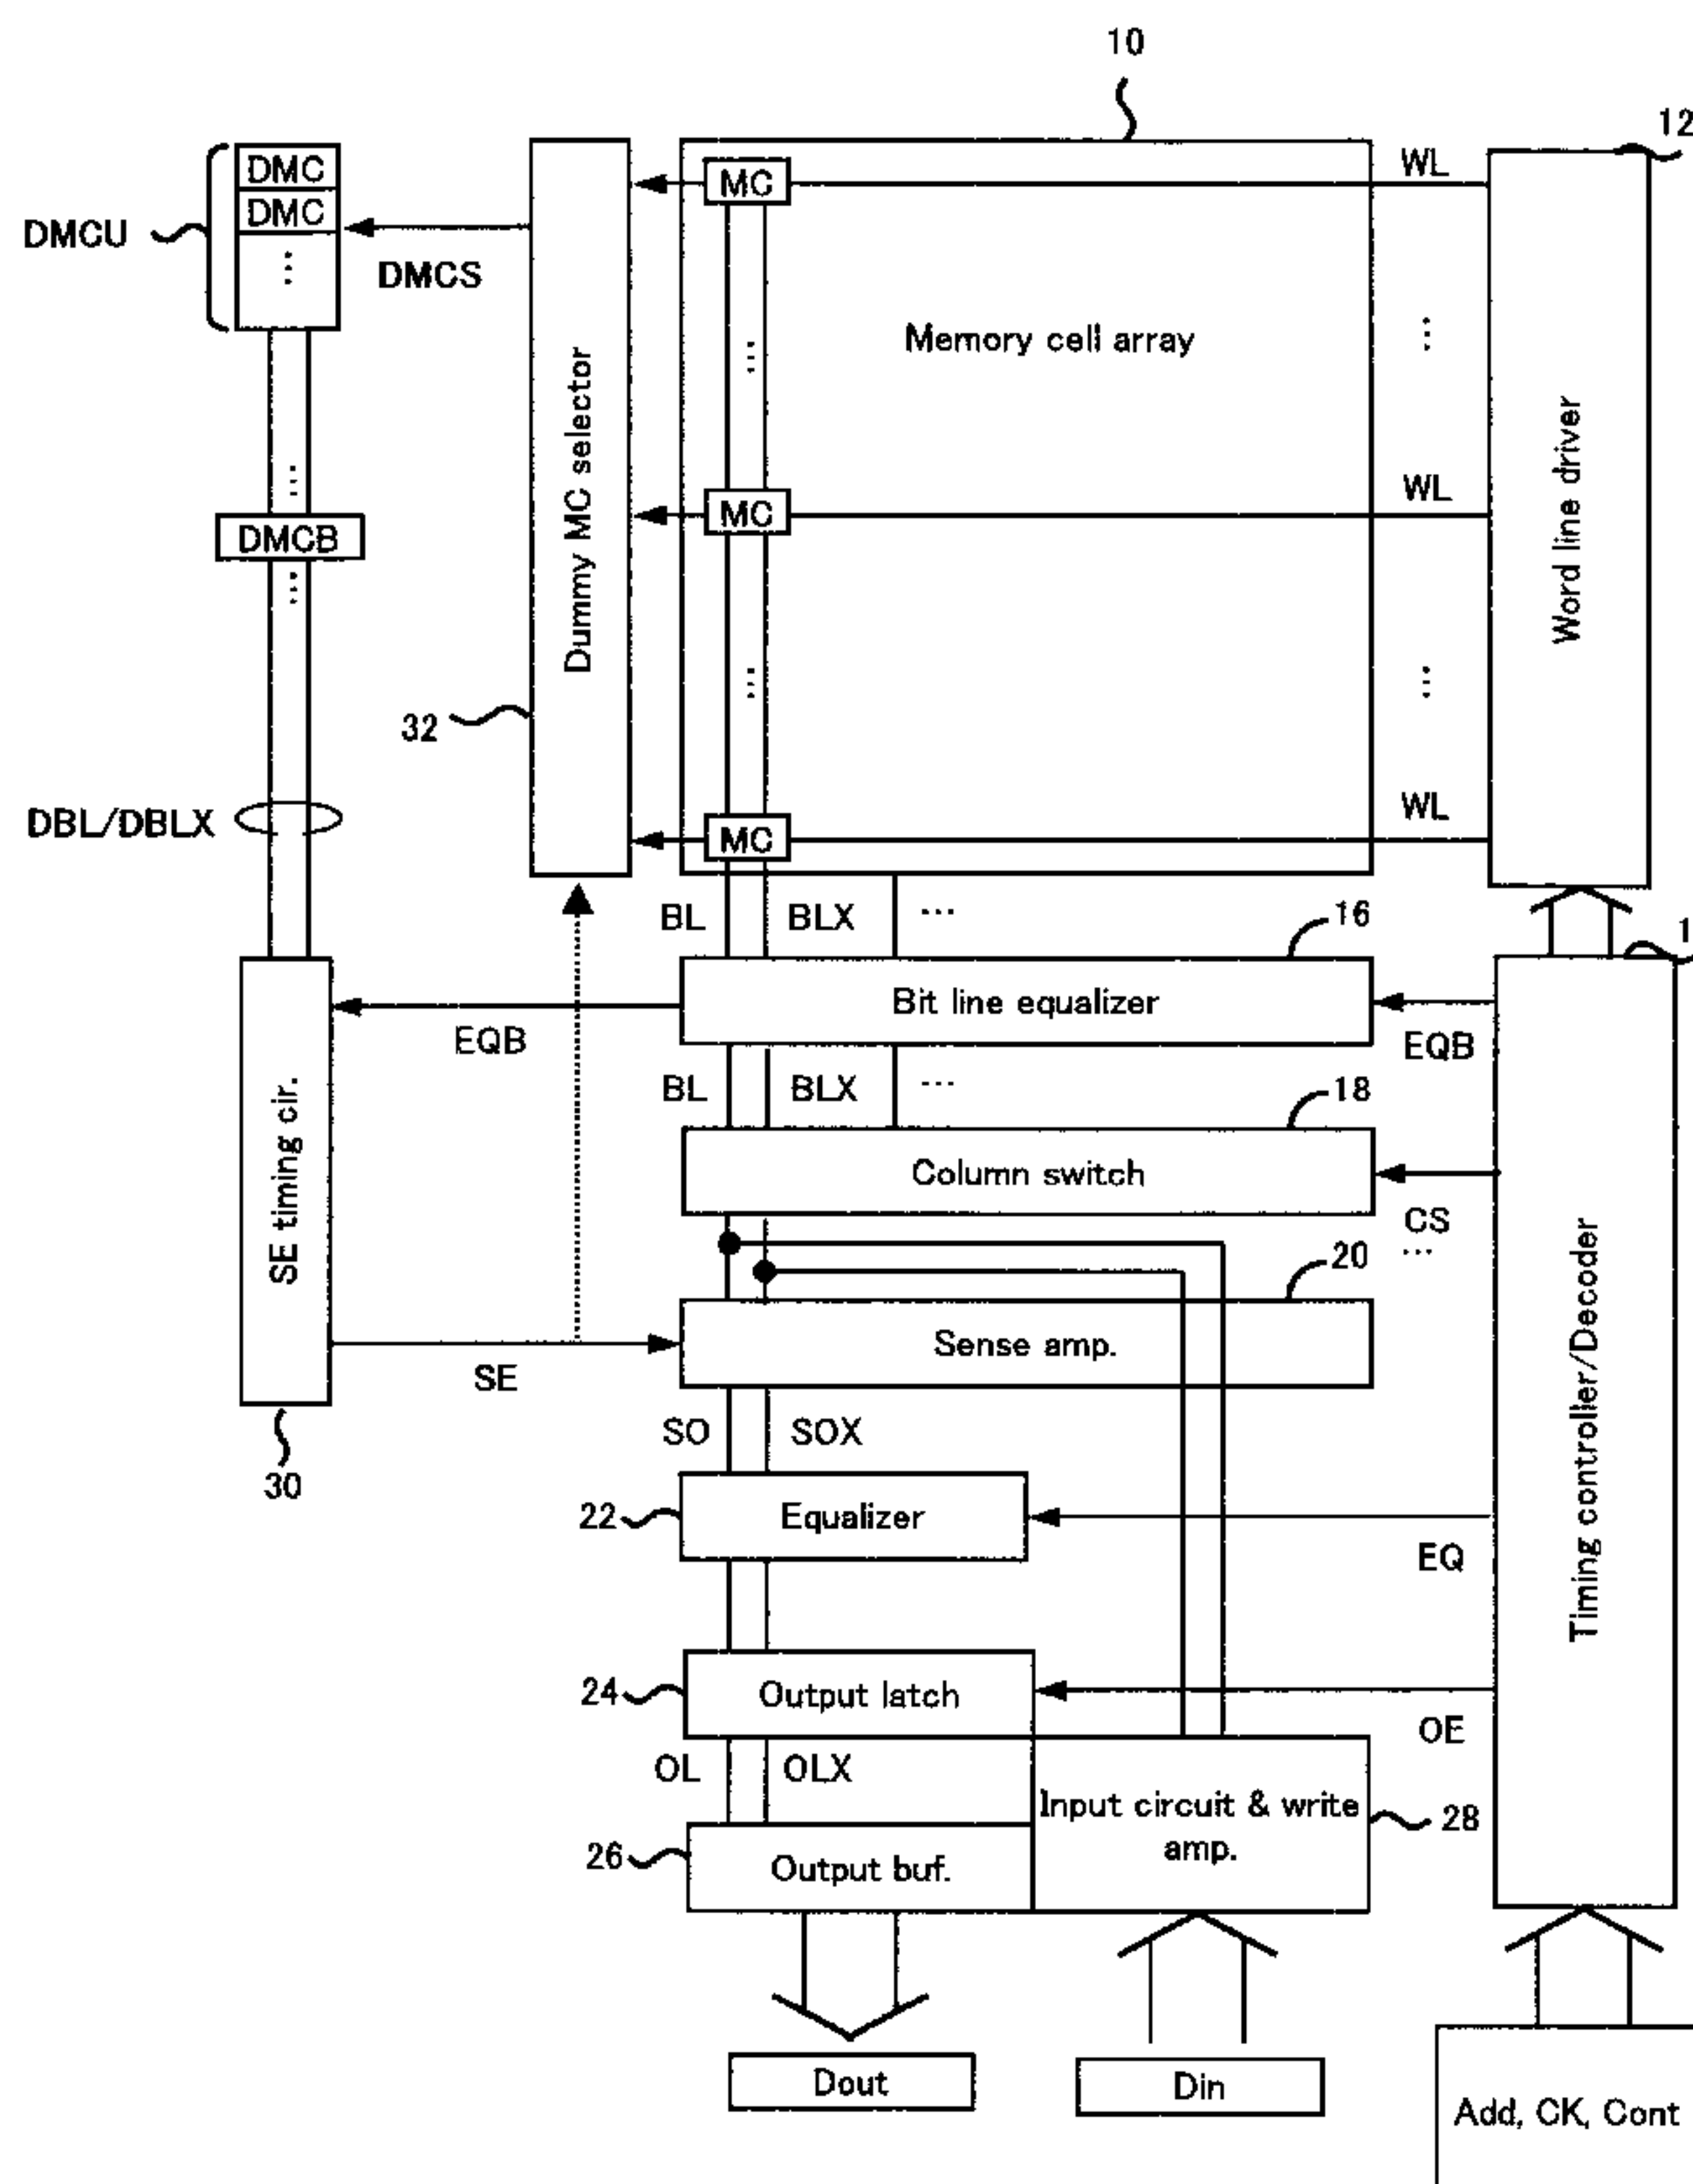 10
12
DMC
DMC
⋮
DMCU
DMCS
MC
WL
Memory cell array
⋮
⋮
Dummy MC selector
Word line driver
⋮
DMCB
⋮
MC
WL
⋮
⋮
32
DBL/DBLX
MC
WL
BL
BLX
...
16
1
Bit line equalizer
EQB
EQB
BL
BLX
...
18
SE timing cir.
Column switch
CS
...
20
Timing controller/Decoder
Sense amp.
SE
SO
SOX
30
22
Equalizer
EQ
24
Output latch
OE
OL
OLX
Input circuit & write
amp.
28
26
Output buf.
Dout
Din
Add, CK, Cont